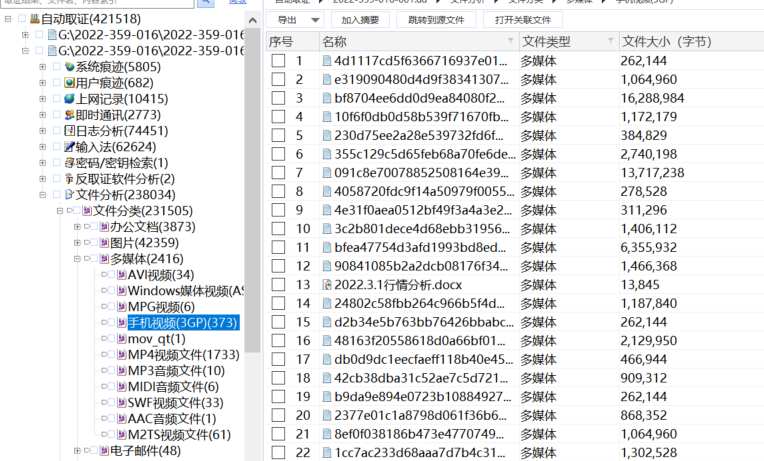 自动取证(421518)
G:\2022-359-016\2022-359-016
G:\2022-359-016\2022-359-016
系统痕迹(5805)
用户痕迹(682)
上网记录(10415)
即时通讯(2773)
日志分析(74451)
输入法(62624)
密码/密钥检索(1)
反取证软件分析(2)
文件分析(238034)
文件分类(231505)
办公文档(3873)
图片(42359)
多媒体(2416)
AVI视频(34)
Windows媒体视频(AS
MPG视频(6)
手机视频(3GP)(373)
mov_qt(1)
MP4视频文件(1733)
MP3音频文件(10)
MIDI音频文件(6)
SWF视频文件(33)
AAC音频文件(1)
M2TS视频文件(61)
电子邮件(48)
导出 加入摘要 跳转到源文件 打开关联文件
序号 名称 文件类型 文件大小（字节）
1 4d1117cd5f6366716937e01... 多媒体 262,144
2 e319090480d4d9f38341307... 多媒体 1,064,960
3 bf8704ee6dd0d9ea84080f2... 多媒体 16,288,984
4 10f6f0db0d58b539f71670fb... 多媒体 1,172,179
5 230d75ee2a28e539732fd6f... 多媒体 384,829
6 355c129c5d65feb68a70fe6de... 多媒体 2,740,198
7 091c8e70078852508164e39... 多媒体 13,717,238
8 4058720fdc9f14a50979f0055... 多媒体 278,528
9 4e31f0aea0512bf49f3a4a3e2... 多媒体 311,296
10 3c2b801dece4d68ebb31956... 多媒体 1,406,112
11 bfea47754d3afd1993bd8ed... 多媒体 6,355,932
12 90841085b2a2dcb08176f34... 多媒体 1,466,368
13 2022.3.1行情分析.docx 多媒体 13,845
14 24802c58fbb264c966b5f4d... 多媒体 1,187,840
15 d2b34e5b763bb76426bbabc... 多媒体 262,144
16 48163f20558618d0a66bf01... 多媒体 2,129,950
17 db0d9dc1eecfaeff118b40e45... 多媒体 466,944
18 42cb38dba31c52ae7c5d721... 多媒体 909,312
19 b9da9e894e0723b10884927... 多媒体 262,144
20 2377e01c1a8798d061f36b6... 多媒体 868,352
21 8ef0f038186b473e4770749... 多媒体 1,064,960
22 1cc7ac233d68aaa7d7b4c31... 多媒体 1,302,528